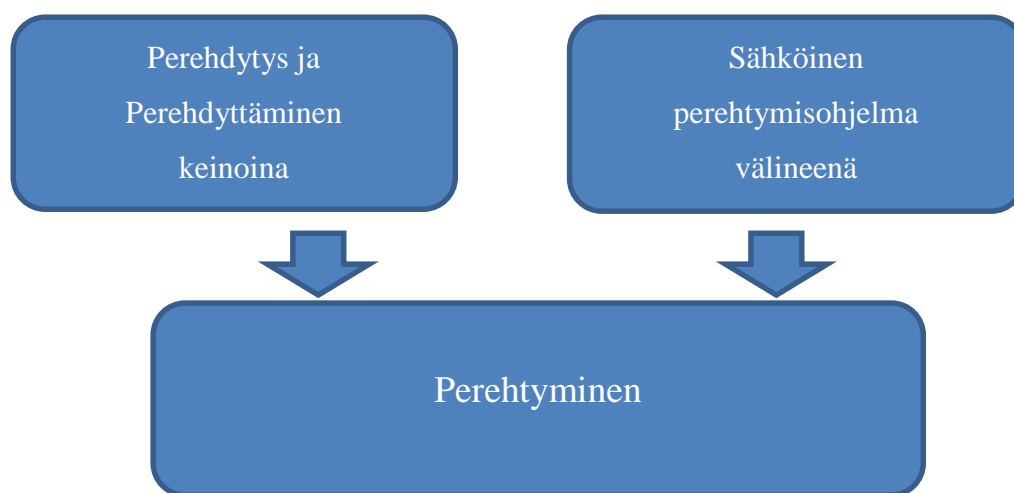 Perehdytys ja
Perehdyttäminen
keinoina
Sähköinen
perehtymisohjelma
välineenä
Perehtyminen